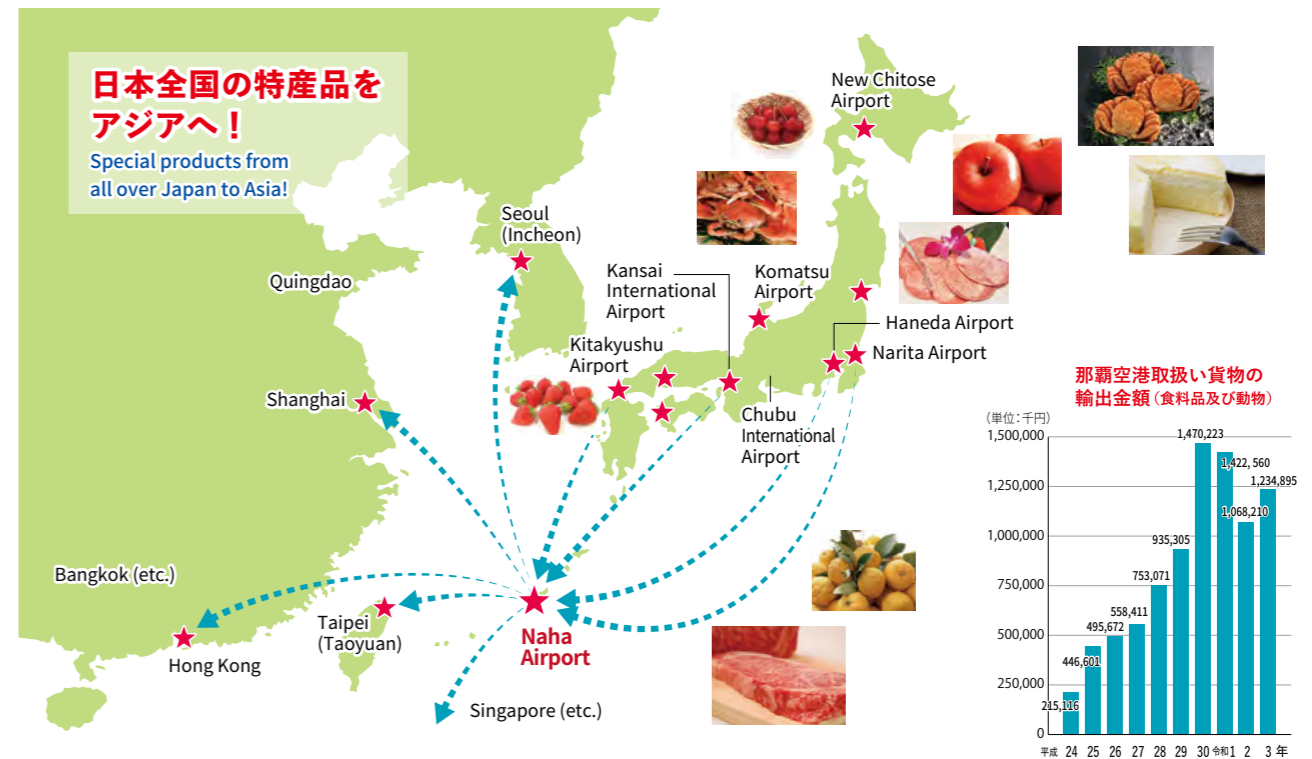 日本全国の特産品を
アジアへ！
Special products from
all over Japan to Asia!
New Chitose
Airport
Seoul
(Incheon)
Quingdao
Kansai
International
Airport
Komatsu
Airport
Haneda Airport
Kitakyushu
Airport
Narita Airport
Shanghai
Chubu
International
Airport
Bangkok (etc.)
Taipei
(Taoyuan)
Naha
Airport
Hong Kong
Singapore (etc.)
那覇空港取扱い貨物の
輸出金額（食料品及び動物）
（単位：千円）
1,500,000
1,250,000
1,000,000
750,000
500,000
250,000
0
215,116
446,601
495,672
558,411
753,071
935,305
1,470,223
1,422,560
1,068,210
1,234,895
平成 24 25 26 27 28 29 30 令和1 2 3 年